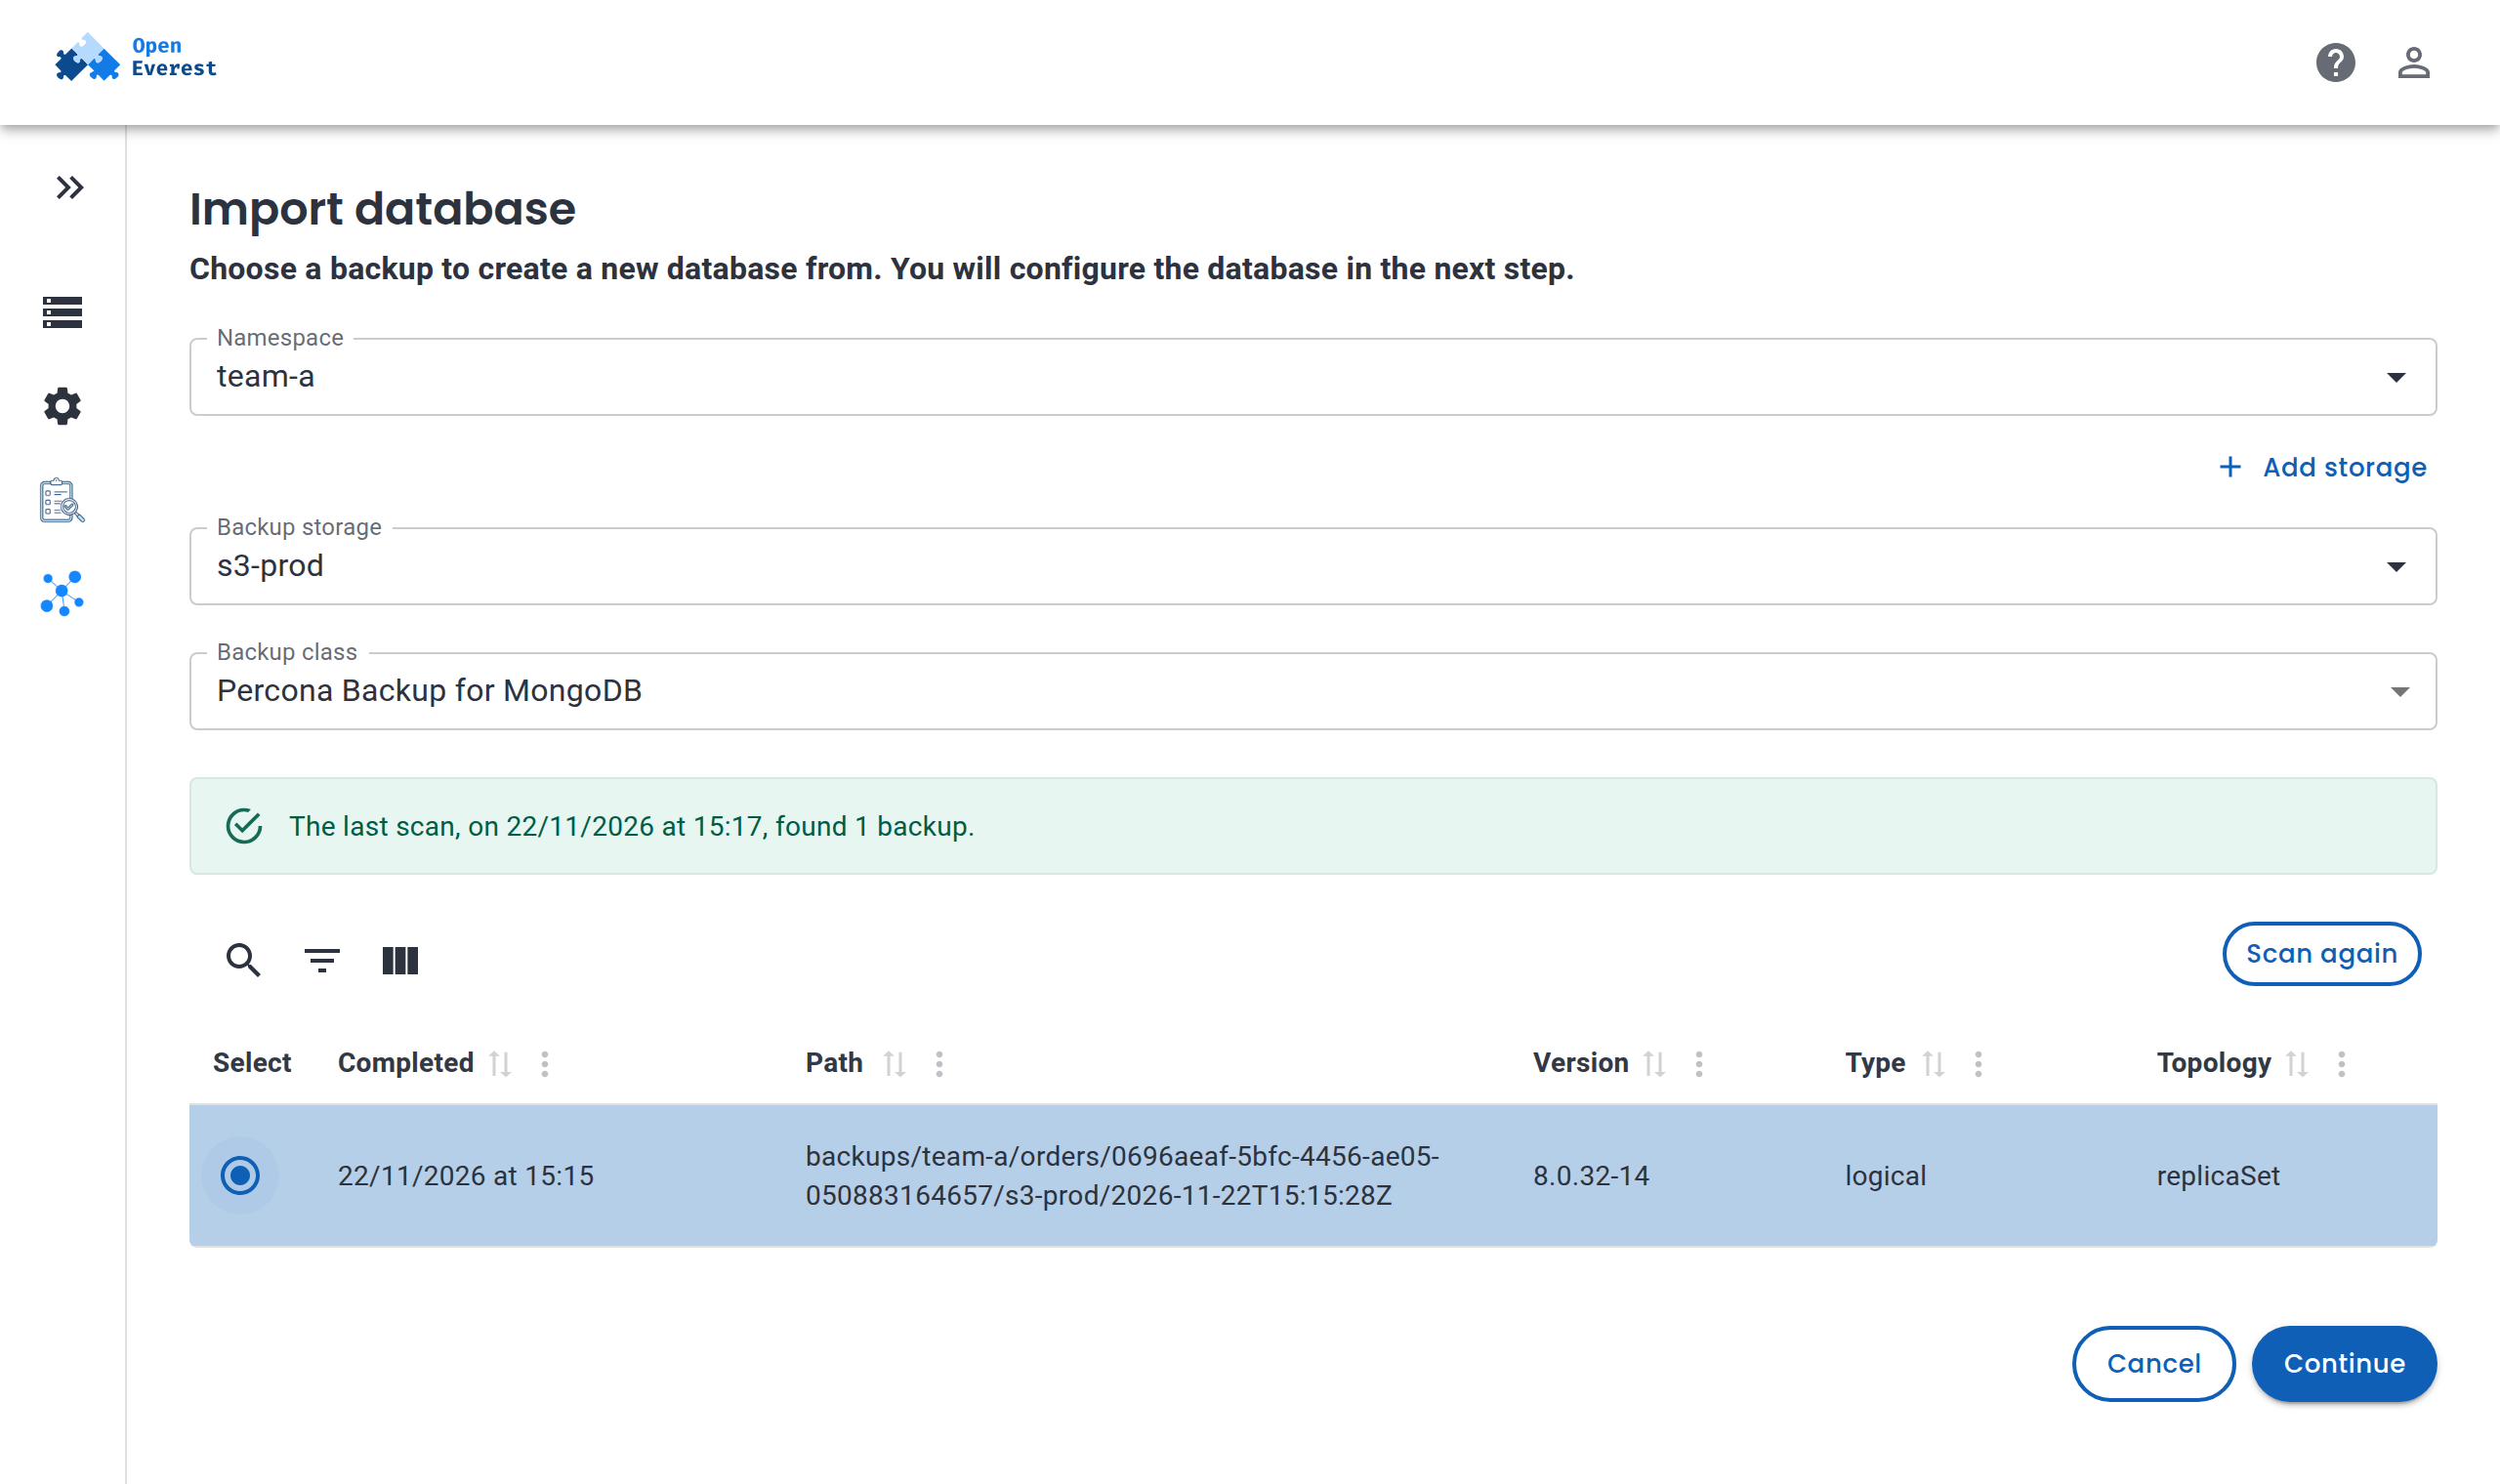 Open
Everest
Import database
Choose a backup to create a new database from. You will configure the database in the next step.
Namespace
team-a
+ Add storage
Backup storage
s3-prod
Backup class
Percona Backup for MongoDB
The last scan, on 22/11/2026 at 15:17, found 1 backup.
Scan again
Select Completed Path Version Type Topology
22/11/2026 at 15:15 backups/team-a/orders/0696aeaf-5bfc-4456-ae05- 8.0.32-14 logical replicaSet
050883164657/s3-prod/2026-11-22T15:15:28Z
Cancel Continue